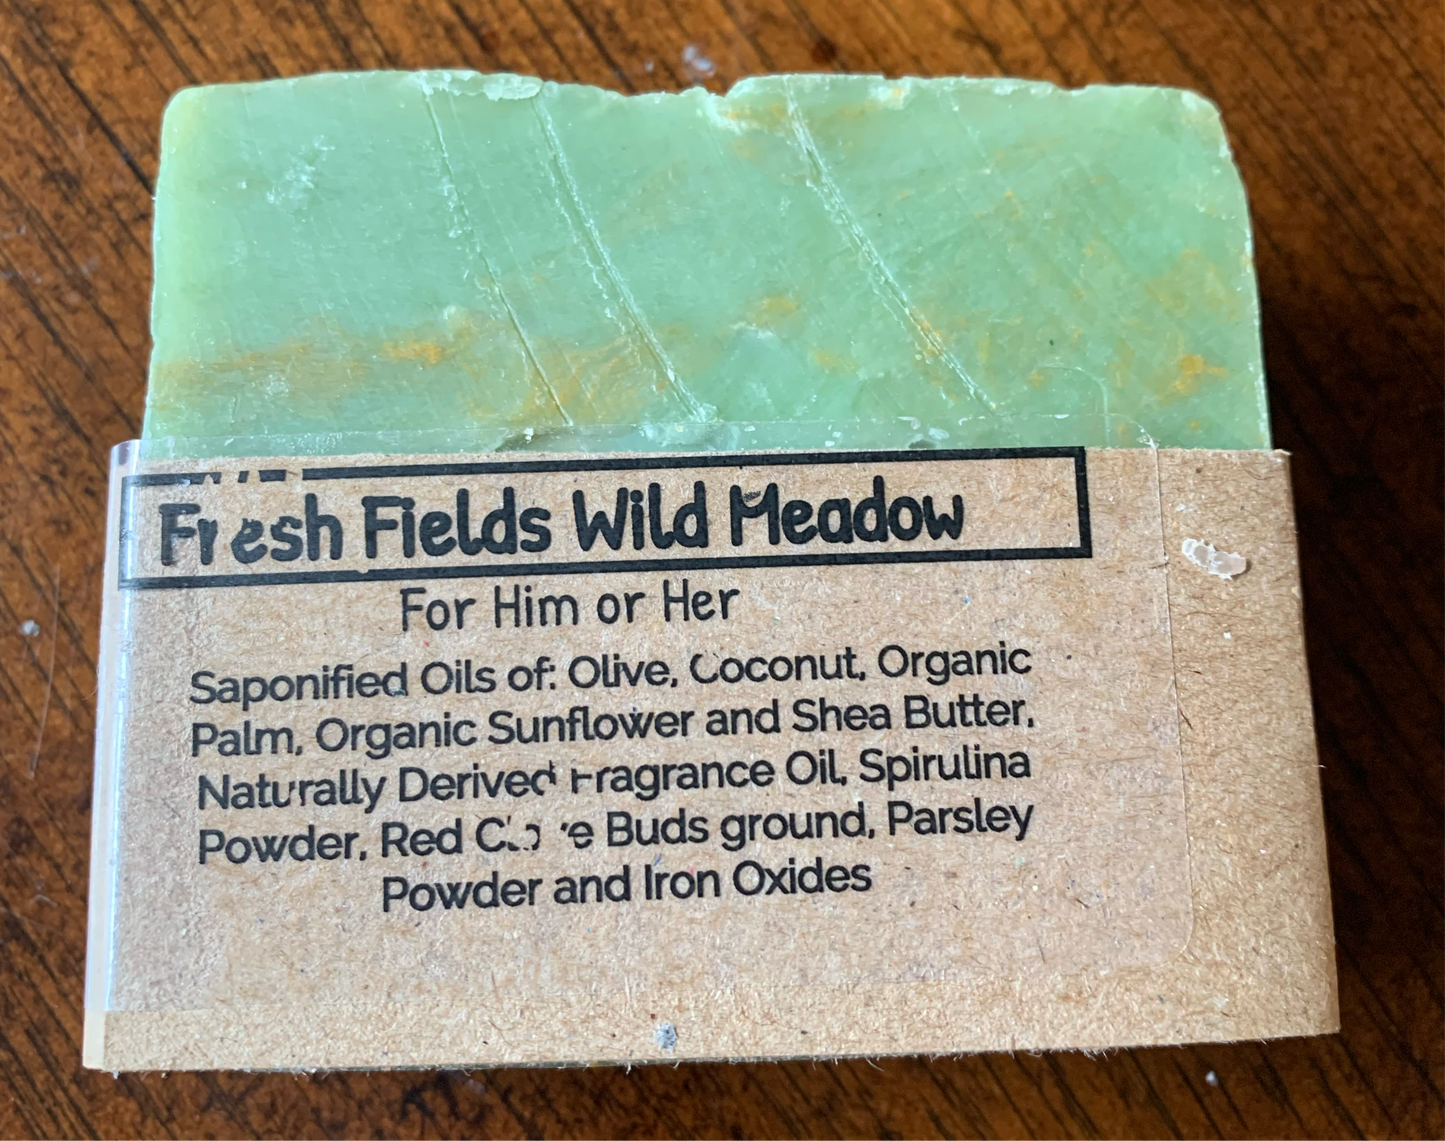 Fresh Fields Wild Meadow
For Him or Her
Saponified Oils of: Olive, Coconut, Organic
Palm, Organic Sunflower and Shea Butter,
Naturally Derived Fragrance Oil, Spirulina
Powder, Red Buds ground, Parsley
Powder and Iron Oxides